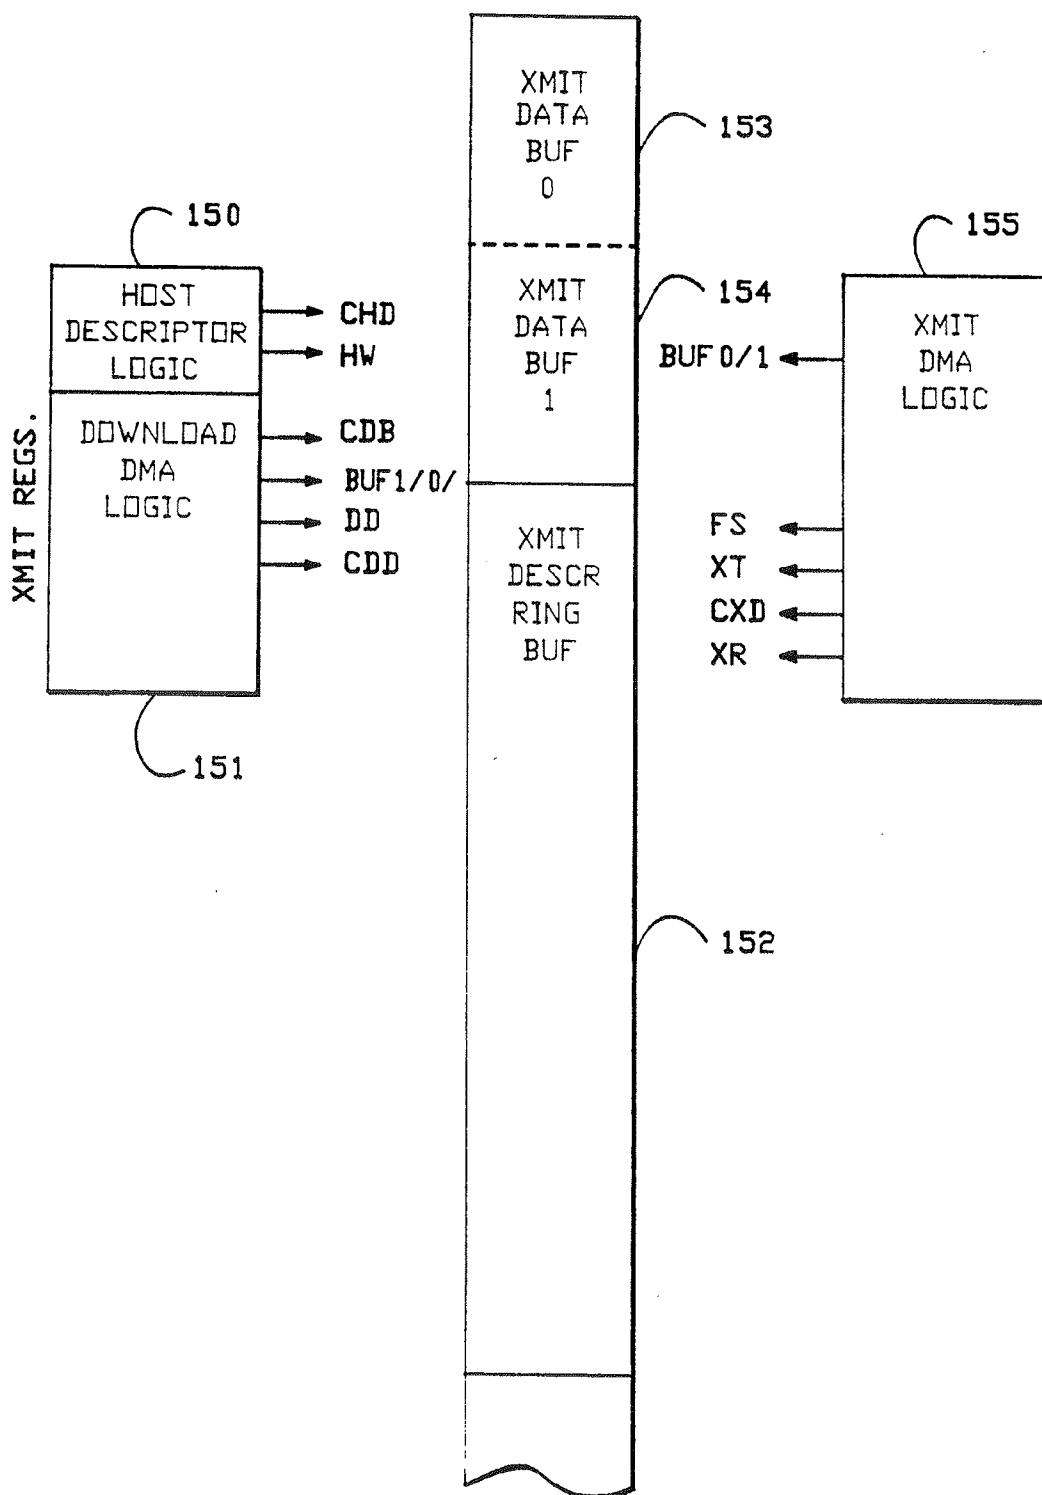 XMIT
DATA
BUF
0
153
150
155
HOST
DESCRIPTOR
LOGIC
CHD
HW
XMIT
DATA
BUF
1
154
BUF 0/1
XMIT
DMA
LOGIC
XMIT REGS.
DOWNLOAD
DMA
LOGIC
CDB
BUF1/0/
DD
CDD
XMIT
DESCR
RING
BUF
FS
XT
CXD
XR
151
152